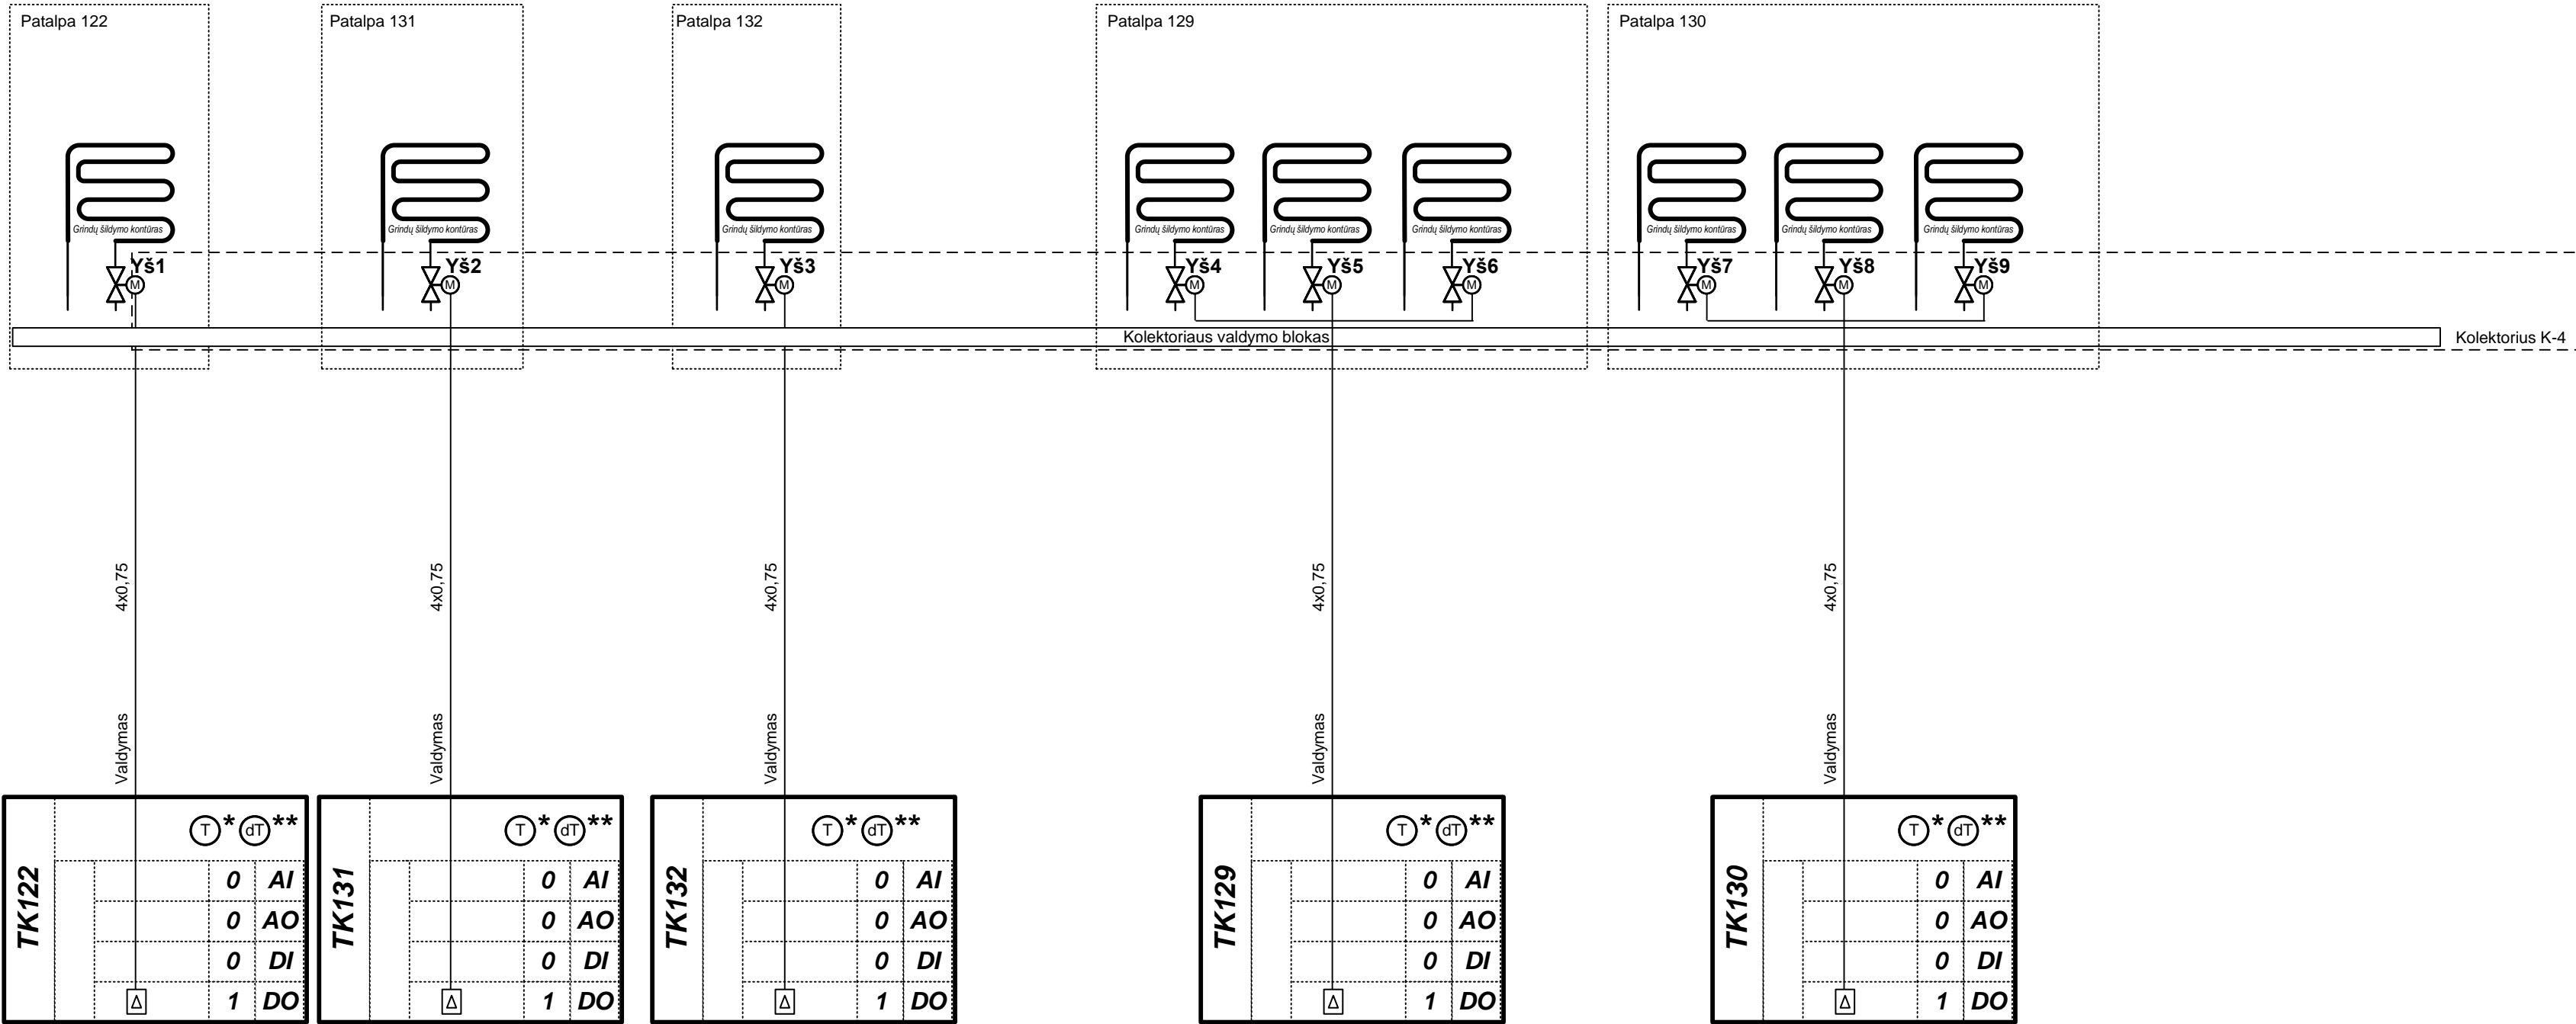 Patalpa 122
Patalpa 131
Patalpa 132
Patalpa 129
Patalpa 130
Grindų šildymo kontūras
Grindų šildymo kontūras
Grindų šildymo kontūras
Grindų šildymo kontūras
Grindų šildymo kontūras
Grindų šildymo kontūras
Grindų šildymo kontūras
Grindų šildymo kontūras
Grindų šildymo kontūras
Yš1
M
Yš2
M
Yš3
M
Yš4
M
Yš5
M
Yš6
M
Yš7
M
Yš8
M
Yš9
M
Kolektoriaus valdymo blokas
Kolektorius K-4
4x0,75
4x0,75
4x0,75
4x0,75
4x0,75
Valdymas
Valdymas
Valdymas
Valdymas
Valdymas
TK122
T * dT **
0 AI
0 AO
0 DI
Δ 1 DO
TK131
T * dT **
0 AI
0 AO
0 DI
Δ 1 DO
TK132
T * dT **
0 AI
0 AO
0 DI
Δ 1 DO
TK129
T * dT **
0 AI
0 AO
0 DI
Δ 1 DO
TK130
T * dT **
0 AI
0 AO
0 DI
Δ 1 DO